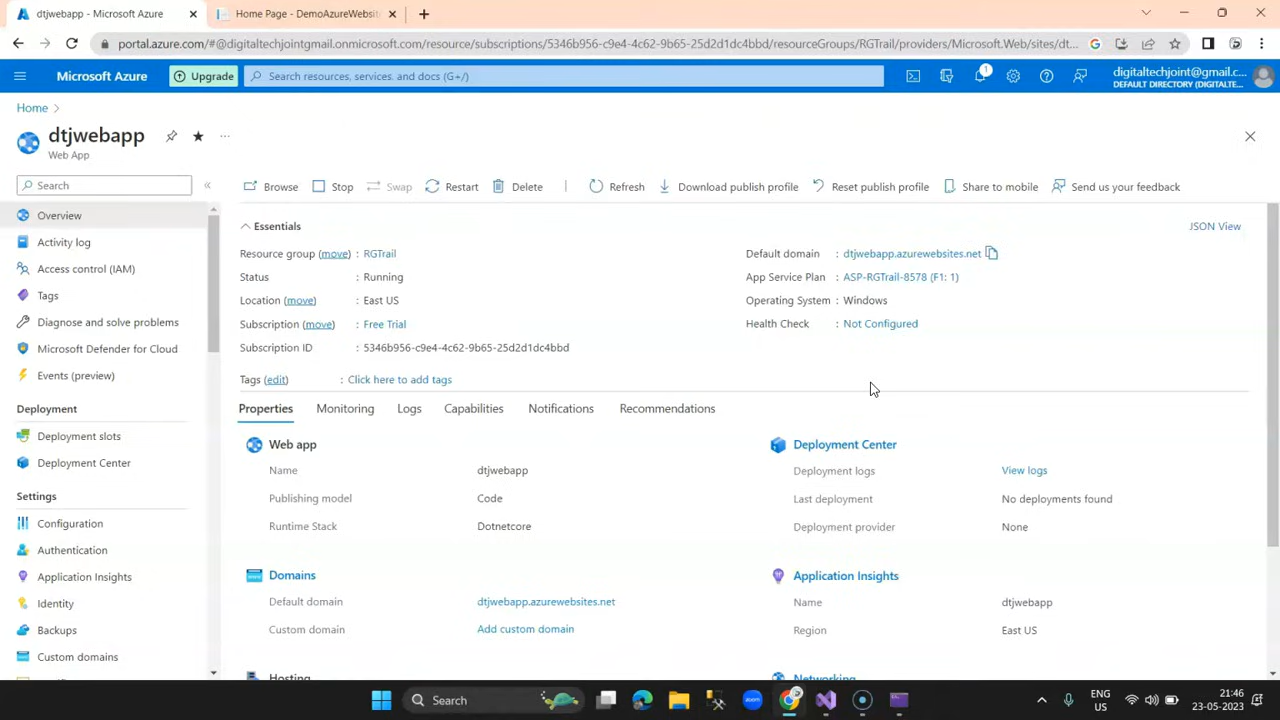 dtjwebapp - Microsoft Azure
Home Page - DemoAzureWebsit
portal.azure.com/#@digitaltechjointgmail.onmicrosoft.com/resource/subscriptions/5346b956-c9e4-4c62-9b65-25d2d1dc4bbd/resourceGroups/RGTrail/providers/Microsoft.Web/sites/dt...
Microsoft Azure
Upgrade
Search resources, services, and docs (G+/)
1
digitaltechjoint@gmail.c...
DEFAULT DIRECTORY (DIGITALTE...
Home
dtjwebapp
Web App
Search
Browse
Stop
Swap
Restart
Delete
Refresh
Download publish profile
Reset publish profile
Share to mobile
Send us your feedback
Overview
Activity log
Access control (IAM)
Tags
Diagnose and solve problems
Microsoft Defender for Cloud
Events (preview)
Deployment
Deployment slots
Deployment Center
Settings
Configuration
Authentication
Application Insights
Identity
Backups
Custom domains
Essentials
JSON View
Resource group (move) : RGTrail
Status : Running
Location (move) : East US
Subscription (move) : Free Trial
Subscription ID : 5346b956-c9e4-4c62-9b65-25d2d1dc4bbd
Tags (edit) : Click here to add tags
Default domain : dtjwebapp.azurewebsites.net
App Service Plan : ASP-RGTrail-8578 (F1: 1)
Operating System : Windows
Health Check : Not Configured
Properties
Monitoring
Logs
Capabilities
Notifications
Recommendations
Web app
Name dtjwebapp
Publishing model Code
Runtime Stack Dotnetcore
Domains
Default domain dtjwebapp.azurewebsites.net
Custom domain Add custom domain
Hosting
Deployment Center
Deployment logs View logs
Last deployment No deployments found
Deployment provider None
Application Insights
Name dtjwebapp
Region East US
Networking
Search
ENG
US
21:46
23-05-2023